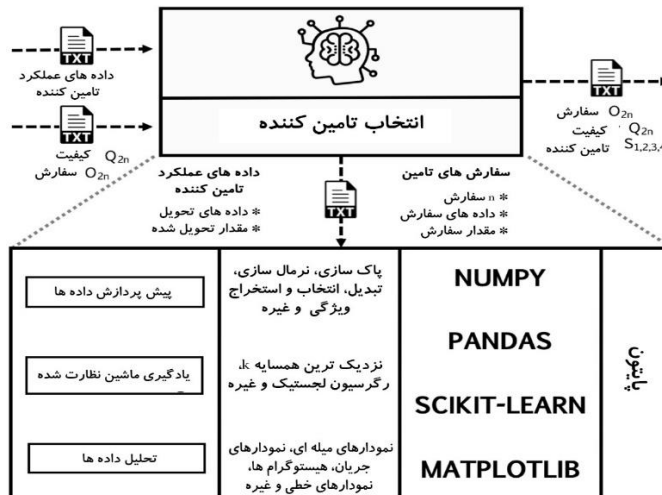 TXT
داده های عملکرد
تامین کننده
TXT
Q2n کیفیت
O2n سفارش
انتخاب تامین کننده
TXT
O2n سفارش
Q2n کیفیت
S1,2,3,4 تامین کننده
داده های عملکرد
تامین کننده
* داده های تحویل
* مقدار تحویل شده
TXT
سفارش های تامین
* n سفارش
* داده های سفارش
* مقدار سفارش
پیش پردازش داده ها
پاک سازی، نرمال سازی،
تبدیل، انتخاب و استخراج
ویژگی و غیره
یادگیری ماشین نظارت شده
نزدیک ترین همسایه k،
رگرسیون لجستیک و غیره
تحلیل داده ها
نمودارهای میله ای، نمودارهای
جریان، هیستوگرام ها،
نمودارهای خطی و غیره
NUMPY
PANDAS
SCIKIT-LEARN
MATPLOTLIB
پایتون